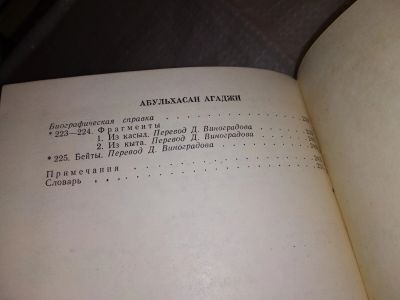 АБУЛЬХАСАН АГАДЖИ
Биографическая справка
*223—224. Фрагменты
1. Из касыд. Перевод Д. Виноградова
2. Из кыта. Перевод Д. Виноградова
*225. Бейты. Перевод Д. Виноградова
Примечания
Словарь